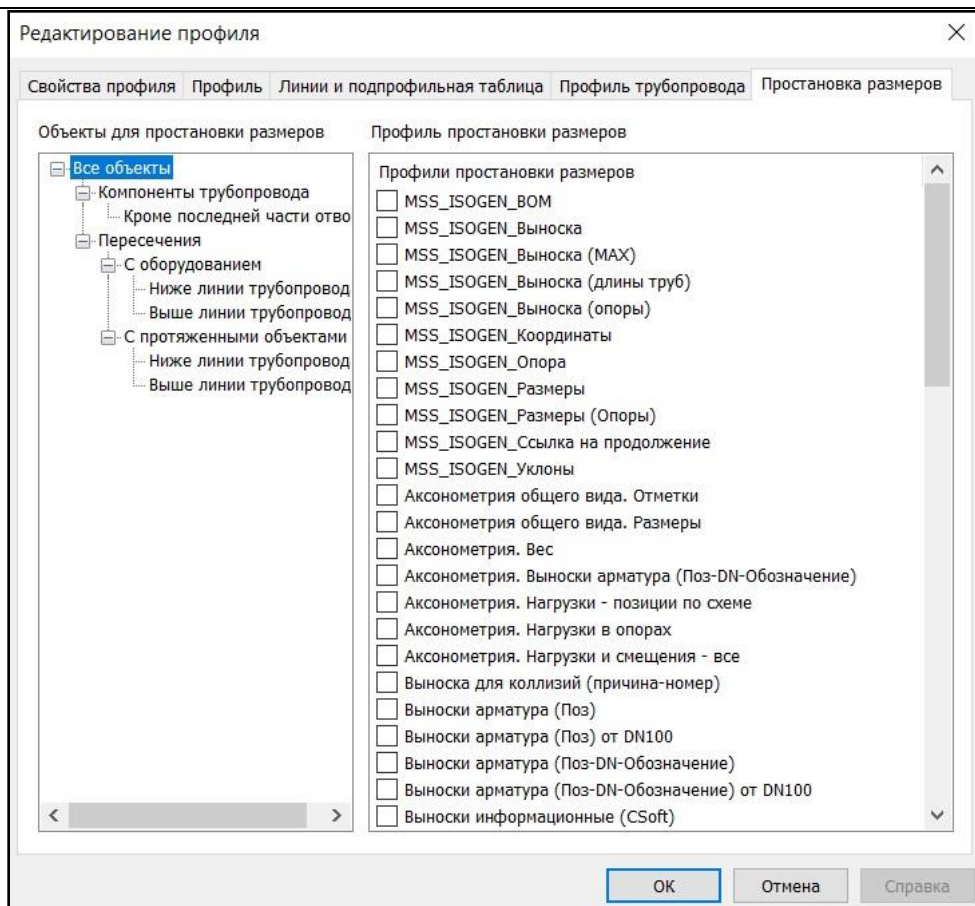 Редактирование профиля
Свойства профиля Профиль Линии и подпрофильная таблица Профиль трубопровода Простановка размеров
Объекты для простановки размеров
Все объекты
Компоненты трубопровода
Кроме последней части отво
Пересечения
С оборудованием
Ниже линии трубопровод
Выше линии трубопровод
С протяженными объектами
Ниже линии трубопровод
Выше линии трубопровод
Профиль простановки размеров
Профили простановки размеров
MSS_ISOGEN_BOM
MSS_ISOGEN_Выноска
MSS_ISOGEN_Выноска (MAX)
MSS_ISOGEN_Выноска (длины труб)
MSS_ISOGEN_Выноска (опоры)
MSS_ISOGEN_Координаты
MSS_ISOGEN_Опора
MSS_ISOGEN_Размеры
MSS_ISOGEN_Размеры (Опоры)
MSS_ISOGEN_Ссылка на продолжение
MSS_ISOGEN_Уклоны
Аксонометрия общего вида. Отметки
Аксонометрия общего вида. Размеры
Аксонометрия. Вес
Аксонометрия. Выноски арматура (Поз-DN-Обозначение)
Аксонометрия. Нагрузки - позиции по схеме
Аксонометрия. Нагрузки в опорах
Аксонометрия. Нагрузки и смещения - все
Выноска для коллизий (причина-номер)
Выноски арматура (Поз)
Выноски арматура (Поз) от DN100
Выноски арматура (Поз-DN-Обозначение)
Выноски арматура (Поз-DN-Обозначение) от DN100
Выноски информационные (CSoft)
ОК Отмена Справка